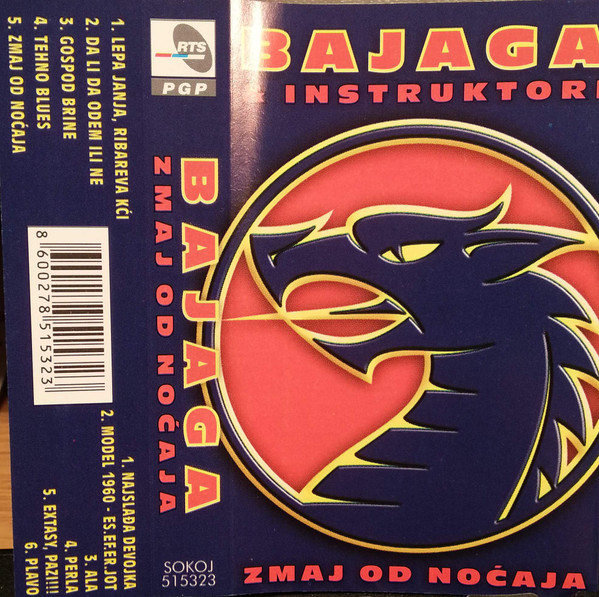 1. LEPA JANJA, RIBAREVA KĆI
2. DA LI DA ODEM ILI NE
3. GOSPOD BRINE
4. TEHNO BLUES
5. ZMAJ OD NOĆAJA
8 600278 515323
1. NAJSLAĐA DEVOJKA
2. MODEL 1960 - ES.EFER.JOT
3. ALA
4. PERLA
5. EXTASY, PAZI!!!
6. PLAVO
RTS
PGP
BAJAGA
ZMAJ OD NOĆAJA
SOKOJ
515323
BAJAGA
& INSTRUKTORI
ZMAJ OD NOĆAJA